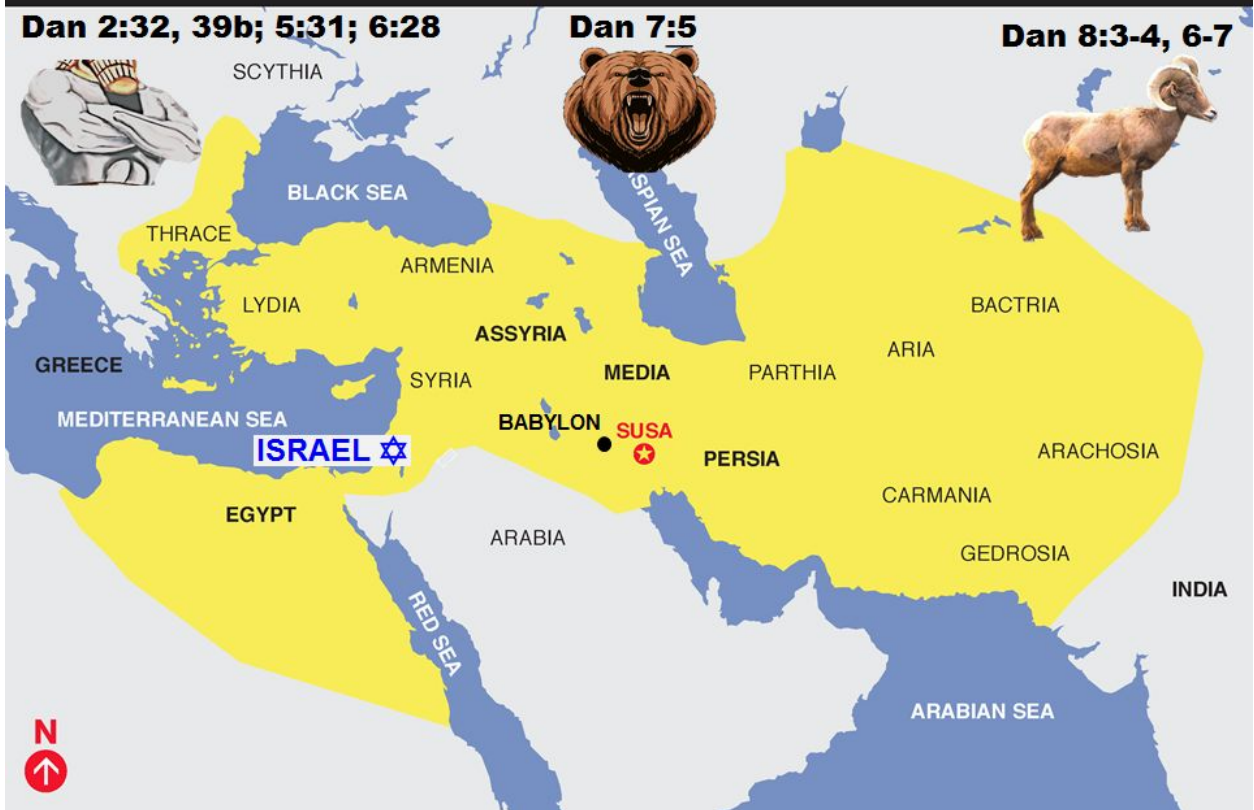 Dan 2:32, 39b; 5:31; 6:28
Dan 7:5
Dan 8:3-4, 6-7
SCYTHIA
BLACK SEA
CASPIAN SEA
THRACE
ARMENIA
LYDIA
BACTRIA
ASSYRIA
ARIA
GREECE
SYRIA
MEDIA
PARTHIA
MEDITERRANEAN SEA
BABYLON
SUSA
ISRAEL
PERSIA
ARACHOSIA
CARMANIA
EGYPT
ARABIA
GEDROSIA
INDIA
RED SEA
ARABIAN SEA
N